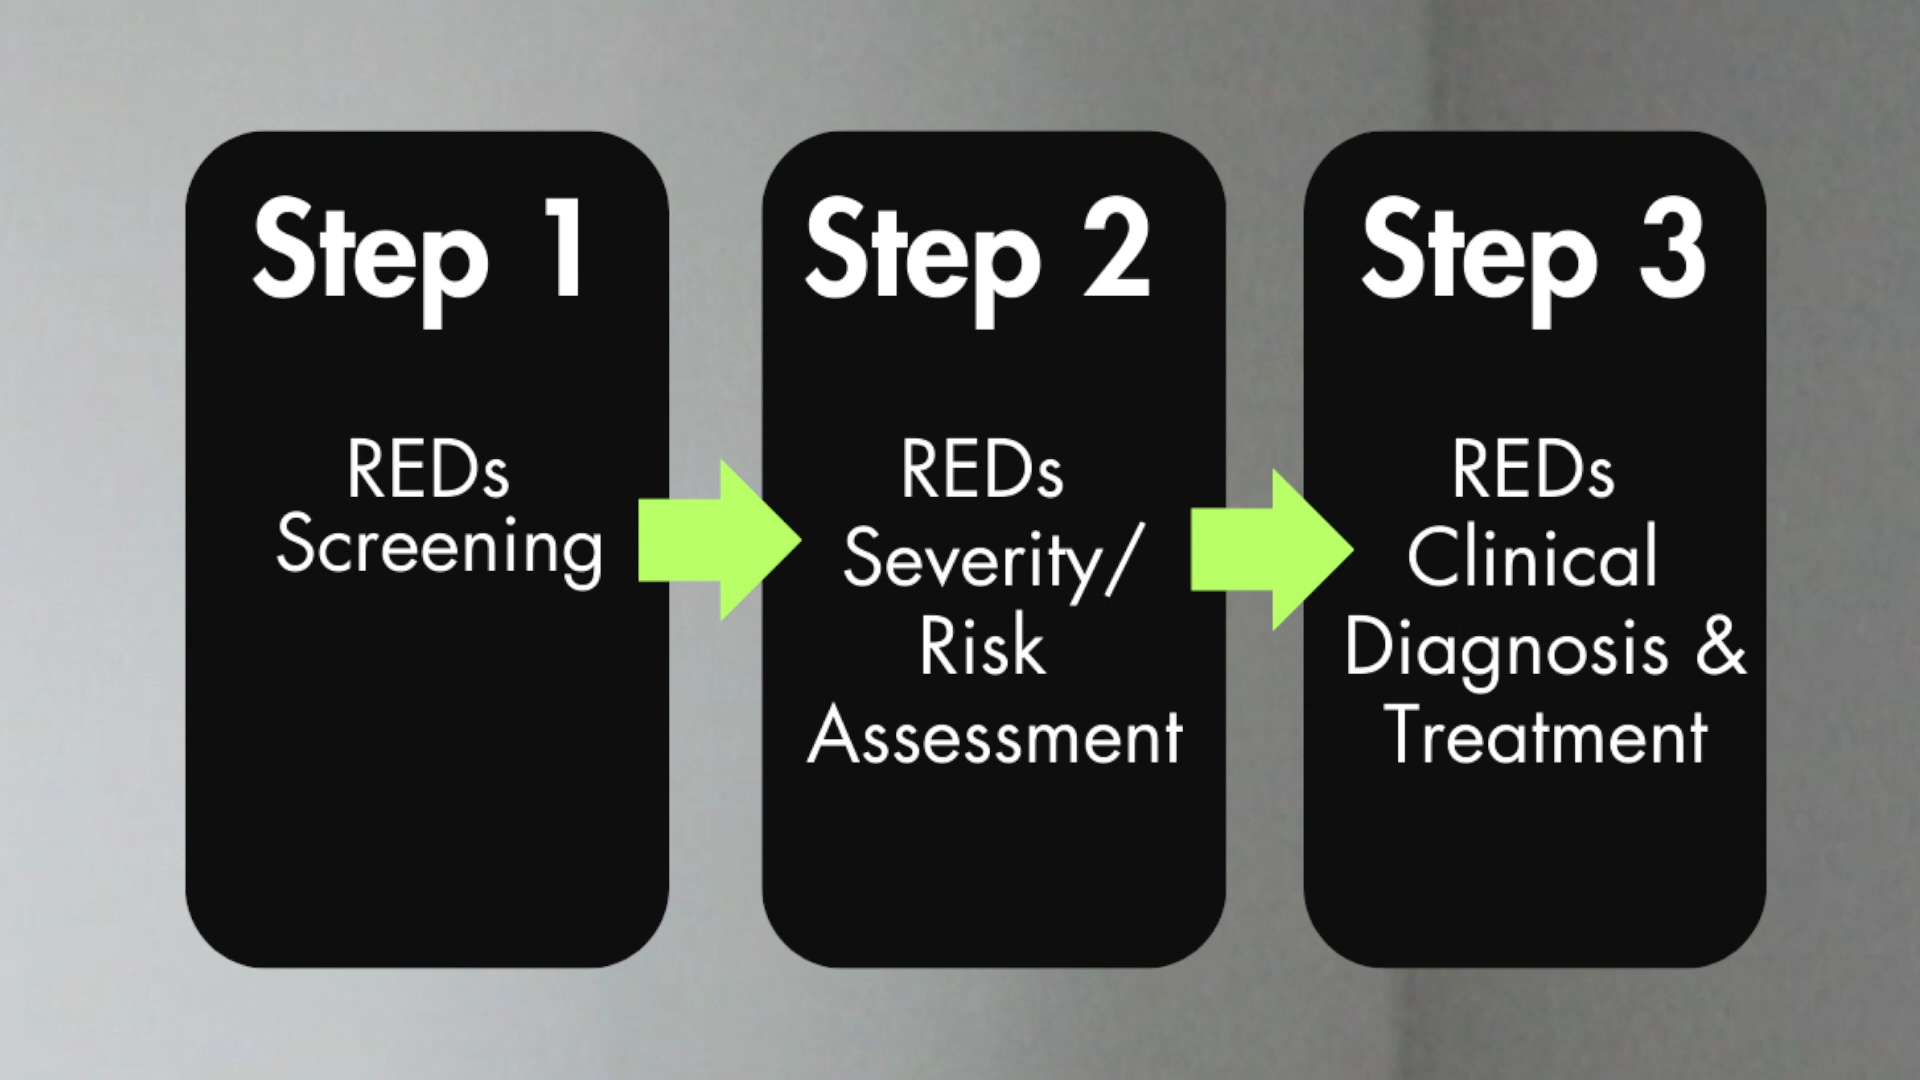 Step 1
REDs
Screening
Step 2
REDs
Severity/
Risk
Assessment
Step 3
REDs
Clinical
Diagnosis &
Treatment